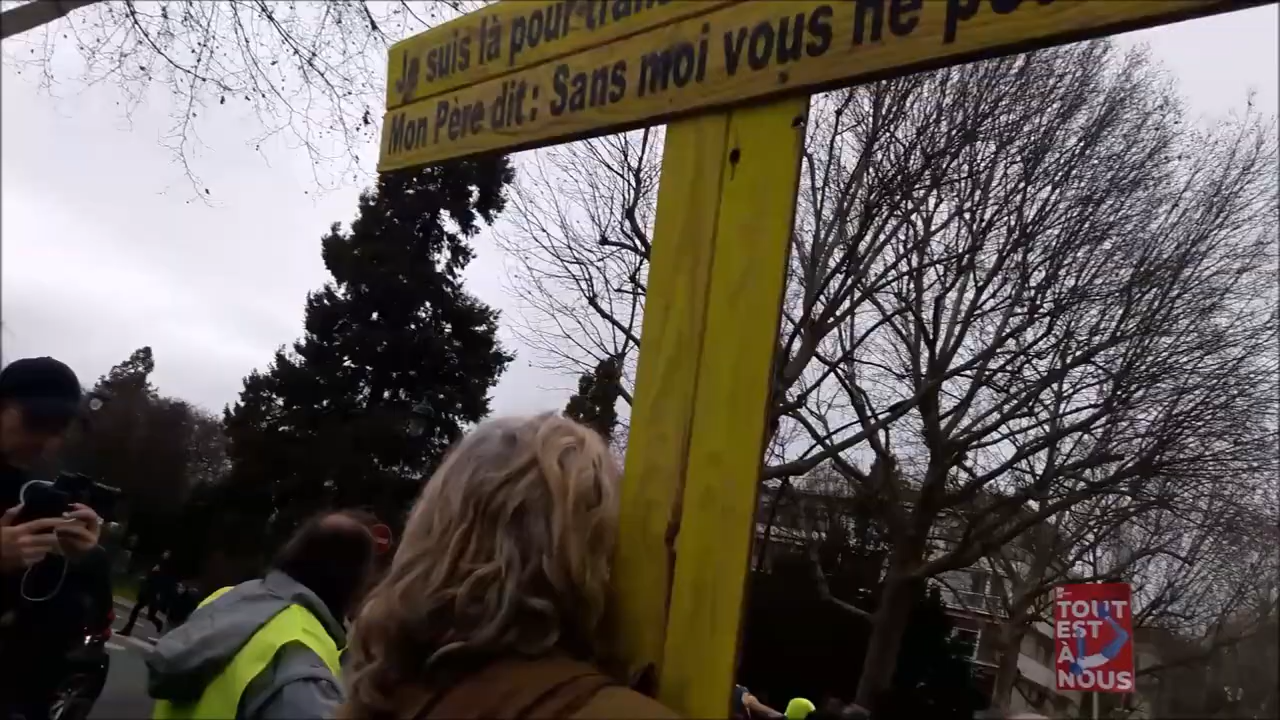 Je suis là pour
Mon Père dit : Sans moi vous ne
TOUT
EST
À
NOUS